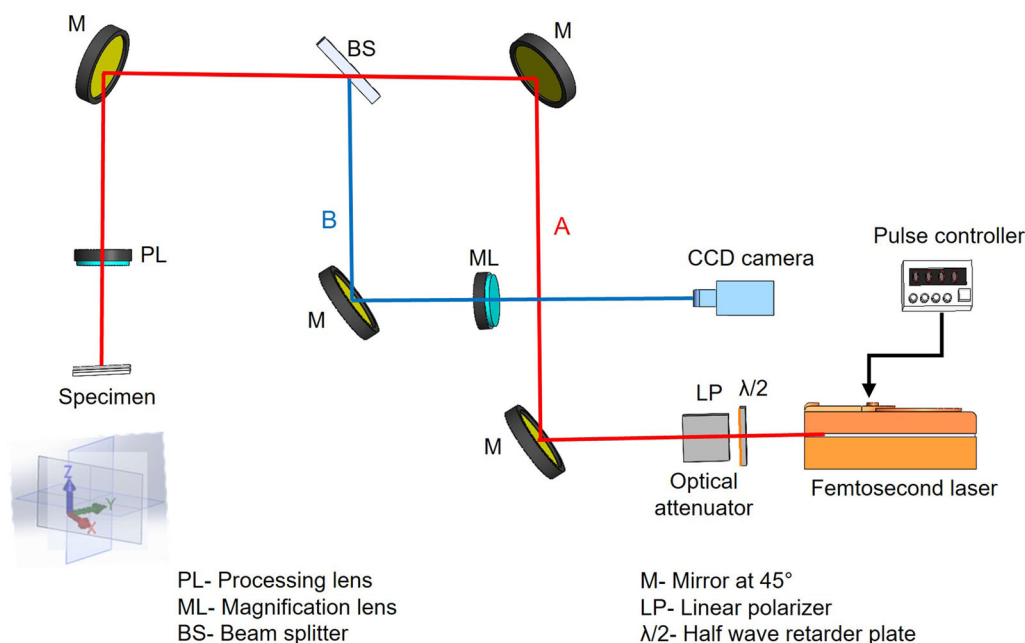 M
BS
M
B
A
PL
ML
M
CCD camera
Pulse controller
Specimen
LP
λ/2
M
Optical
attenuator
Femtosecond laser
Z
Y
X
PL- Processing lens
ML- Magnification lens
BS- Beam splitter
M- Mirror at 45°
LP- Linear polarizer
λ/2- Half wave retarder plate